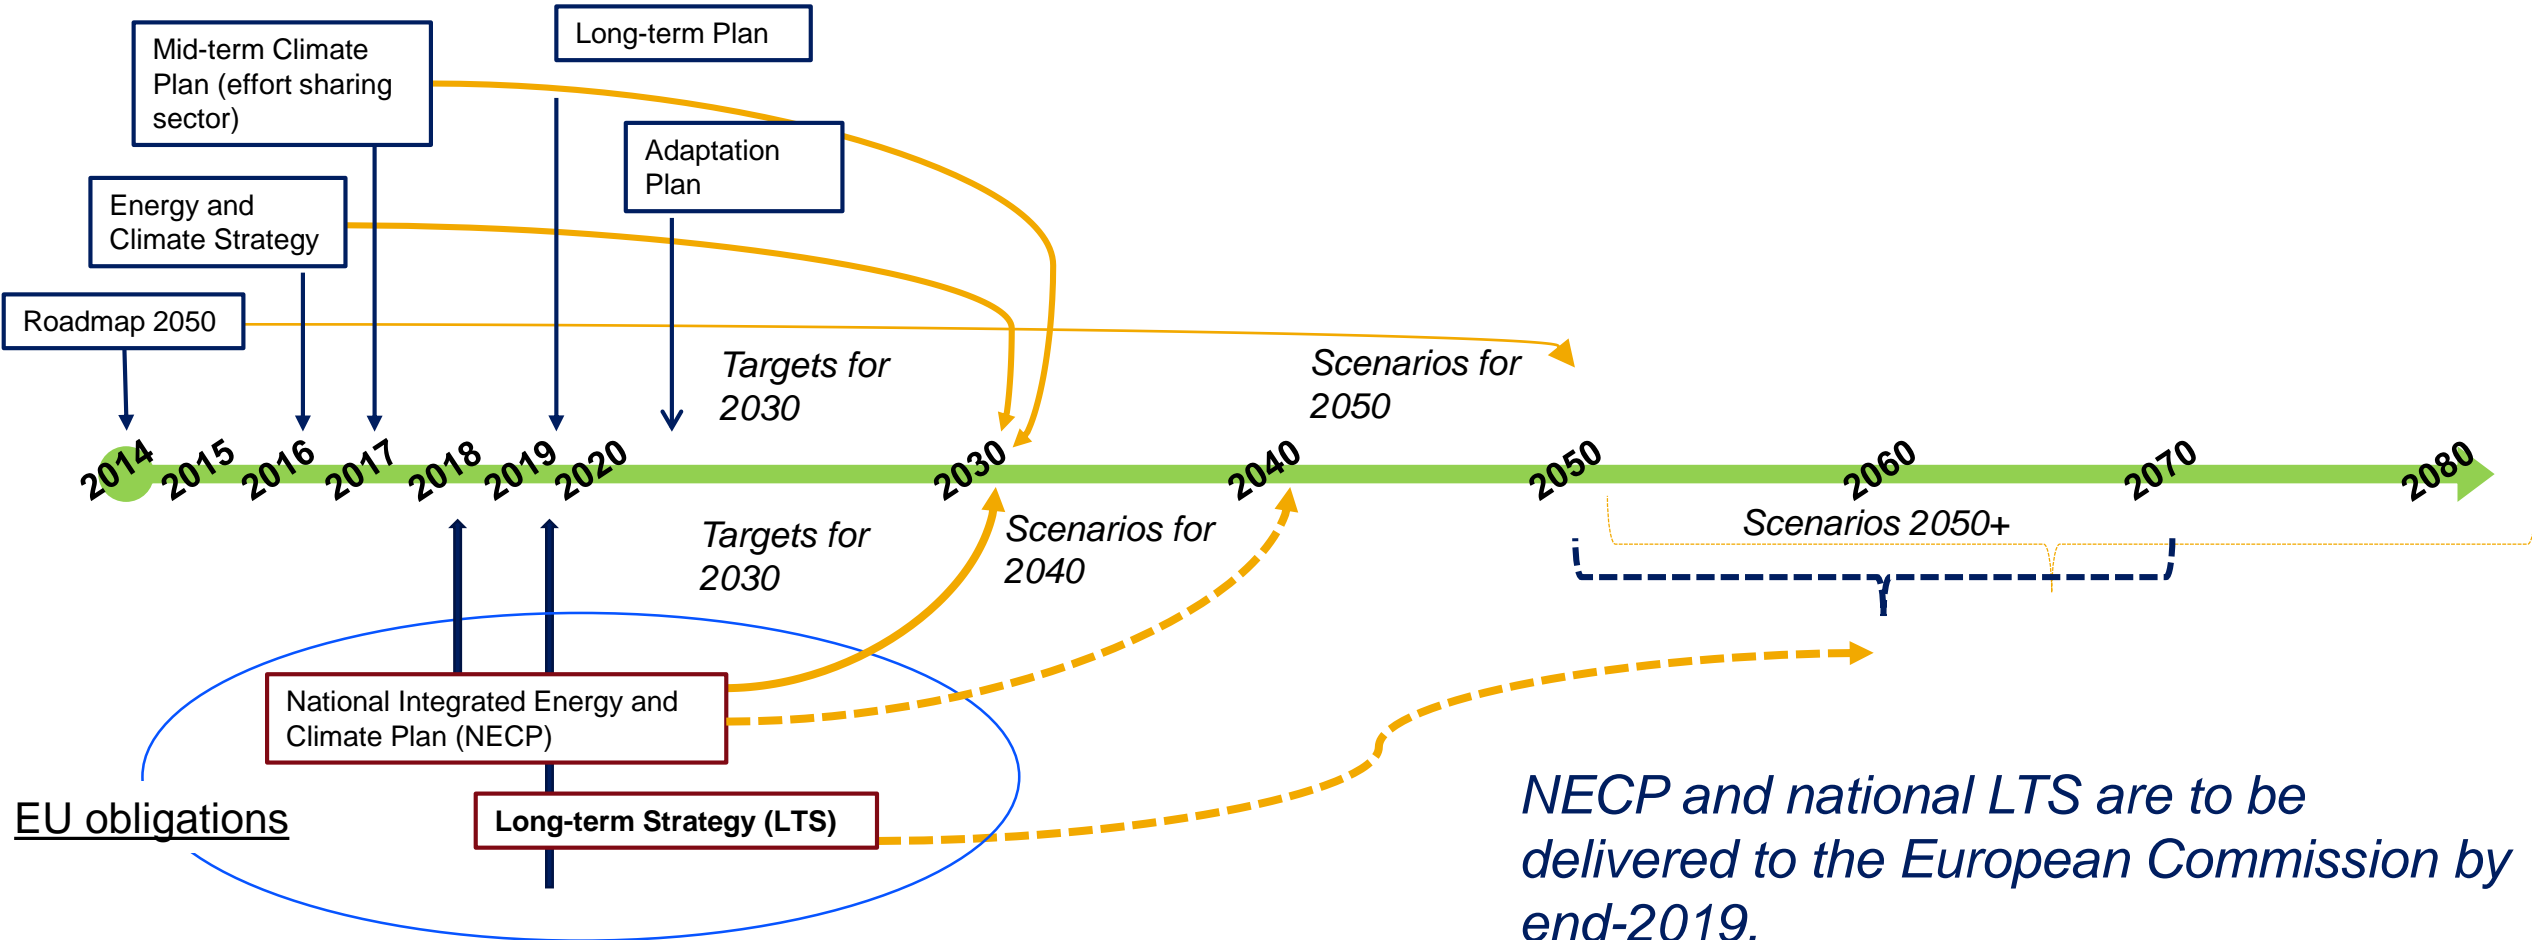 Mid-term Climate
Plan (effort sharing
sector)
Long-term Plan
Adaptation
Plan
Energy and
Climate Strategy
Roadmap 2050
Targets for
2030
Scenarios for
2050
2014
2015
2016
2017
2018
2019
2020
2030
2040
2050
2060
2070
2080
Targets for
2030
Scenarios for
2040
Scenarios 2050+
National Integrated Energy and
Climate Plan (NECP)
EU obligations
Long-term Strategy (LTS)
NECP and national LTS are to be
delivered to the European Commission by
end-2019.